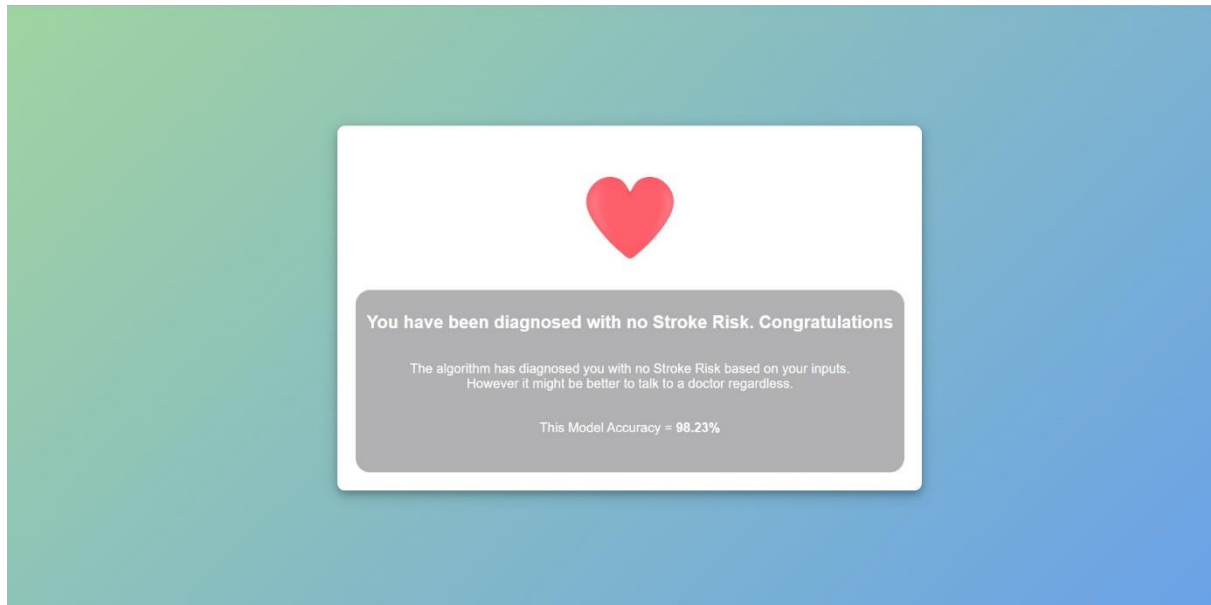 You have been diagnosed with no Stroke Risk. Congratulations
The algorithm has diagnosed you with no Stroke Risk based on your inputs.
However it might be better to talk to a doctor regardless.
This Model Accuracy = 98.23%